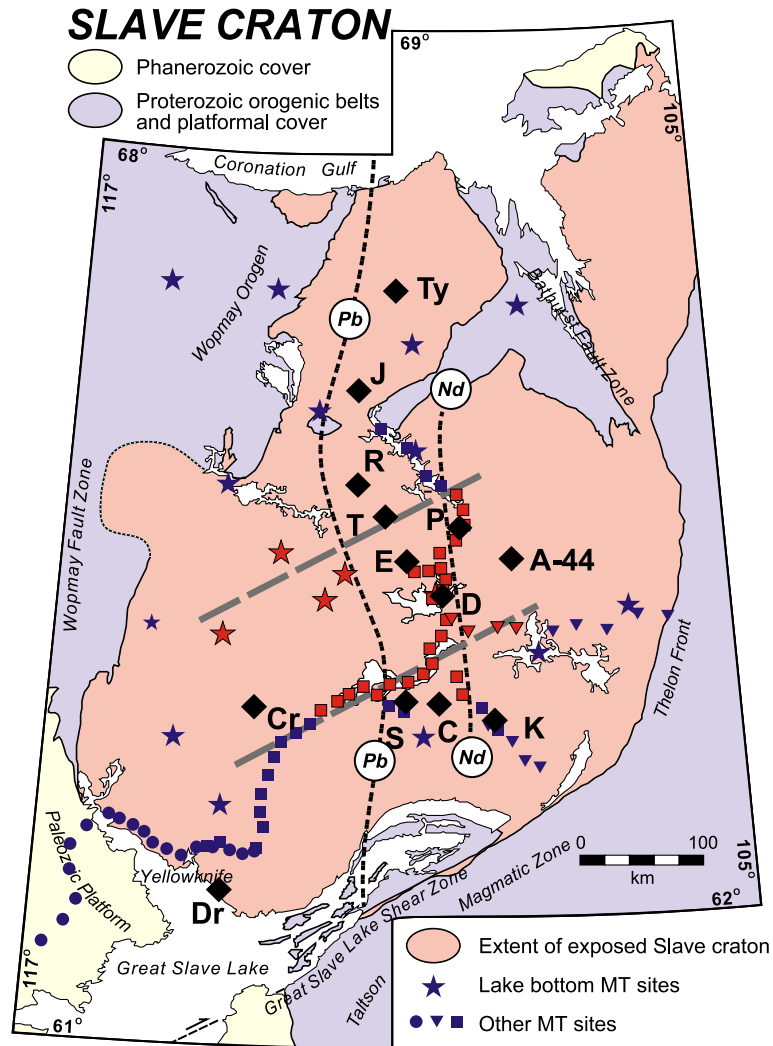 SLAVE CRATON
Phanerozoic cover
Proterozoic orogenic belts
and platformal cover
69°
105°
68°
117°
Coronation Gulf
Wopmay Orogen
Bathurst Fault Zone
Ty
Pb
J
Nd
R
T
P
E
A-44
D
Wopmay Fault Zone
Thelon Front
Cr
S
C
K
Pb
Nd
Paleozoic Platform
Yellowknife
Dr
0 100
km
105°
62°
Magmatic Zone
Great Slave Lake Shear Zone
Great Slave Lake
Taltson
117°
61°
Extent of exposed Slave craton
Lake bottom MT sites
Other MT sites